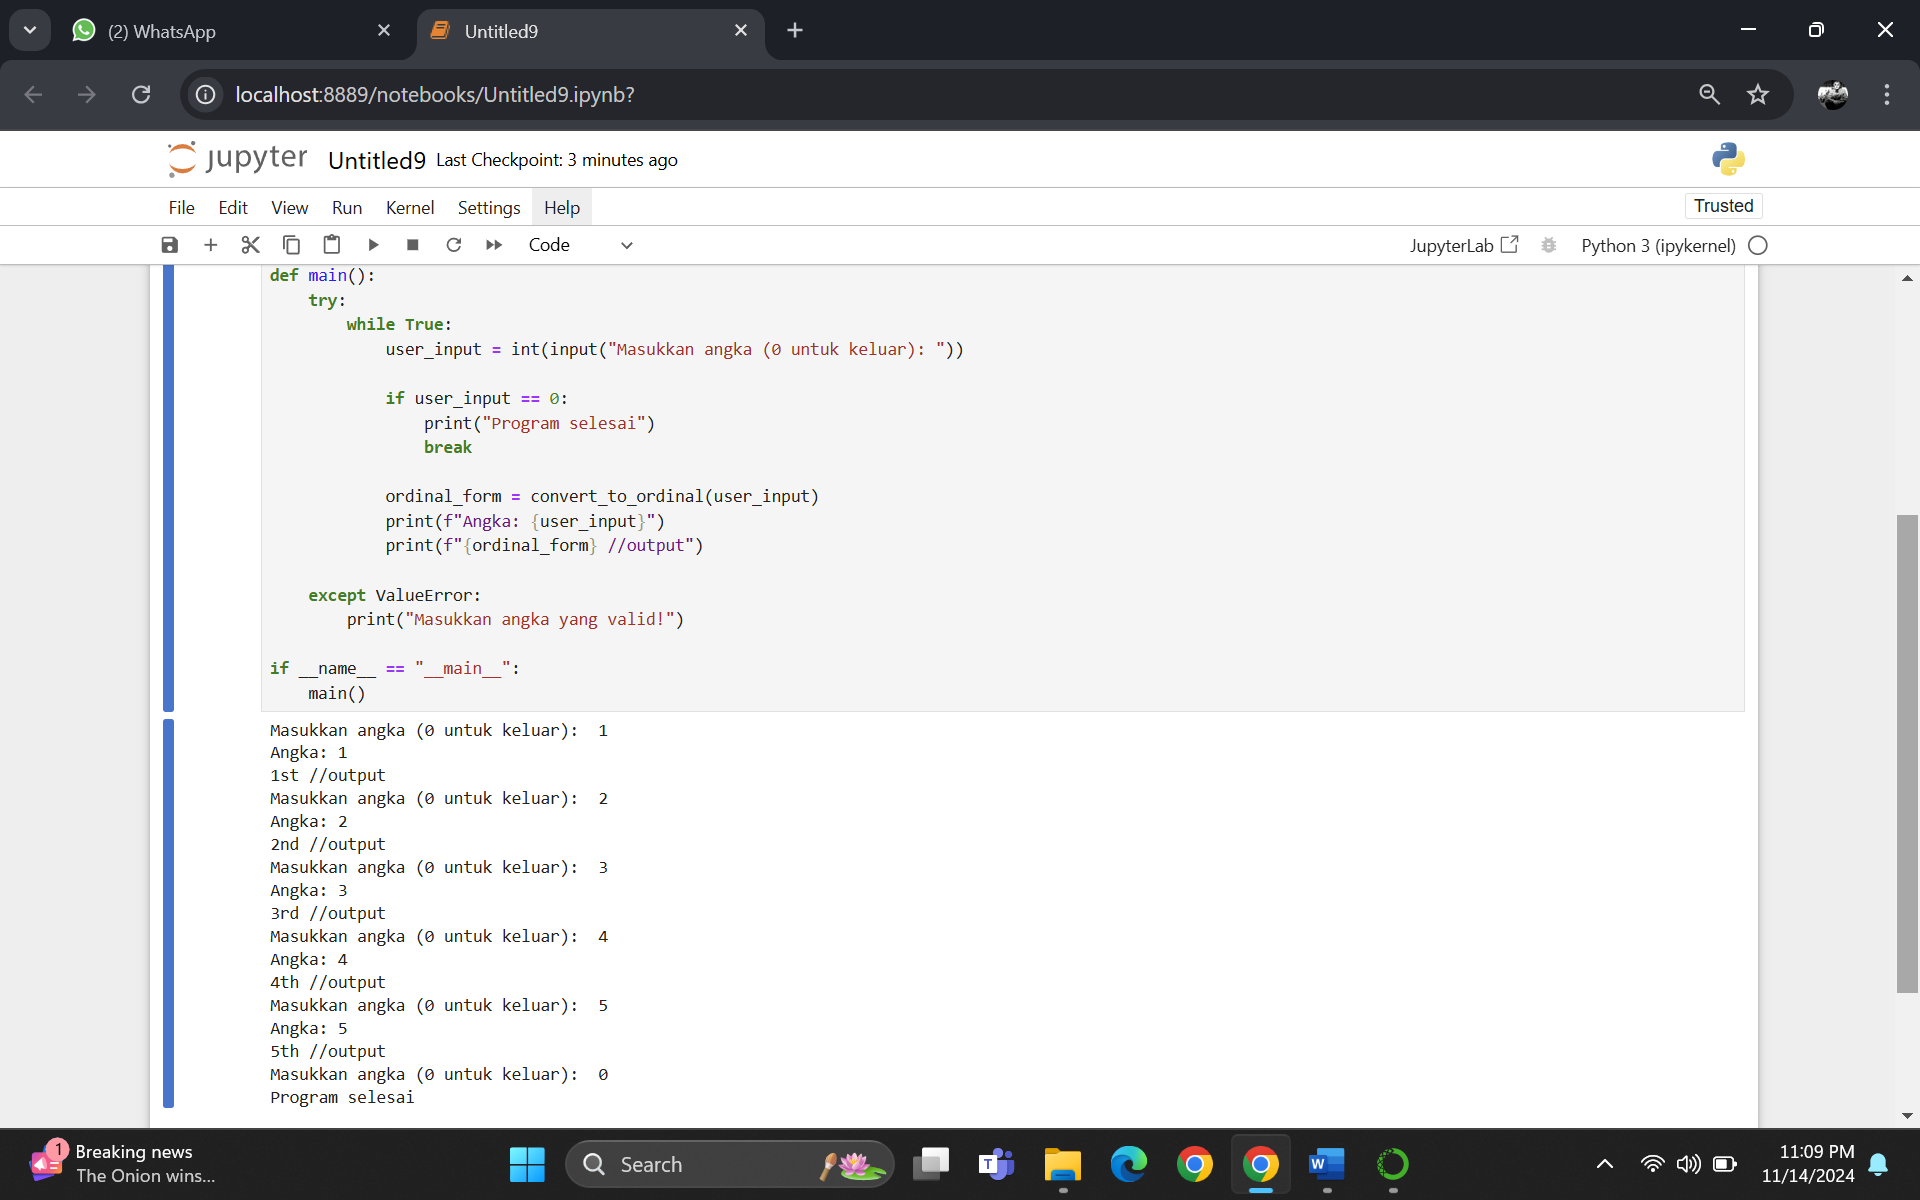 (2) WhatsApp
Untitled9
localhost:8889/notebooks/Untitled9.ipynb?
jupyter Untitled9 Last Checkpoint: 3 minutes ago
File Edit View Run Kernel Settings Help Trusted
Code JupyterLab Python 3 (ipykernel)
def main():
    try:
        while True:
            user_input = int(input("Masukkan angka (0 untuk keluar): "))
            if user_input == 0:
                print("Program selesai")
                break
            ordinal_form = convert_to_ordinal(user_input)
            print(f"Angka: {user_input}")
            print(f"{ordinal_form} //output")
    except ValueError:
        print("Masukkan angka yang valid!")
if __name__ == "__main__":
    main()
Masukkan angka (0 untuk keluar):  1
Angka: 1
1st //output
Masukkan angka (0 untuk keluar):  2
Angka: 2
2nd //output
Masukkan angka (0 untuk keluar):  3
Angka: 3
3rd //output
Masukkan angka (0 untuk keluar):  4
Angka: 4
4th //output
Masukkan angka (0 untuk keluar):  5
Angka: 5
5th //output
Masukkan angka (0 untuk keluar):  0
Program selesai
1
Breaking news
The Onion wins...
Search
T
W
11:09 PM
11/14/2024